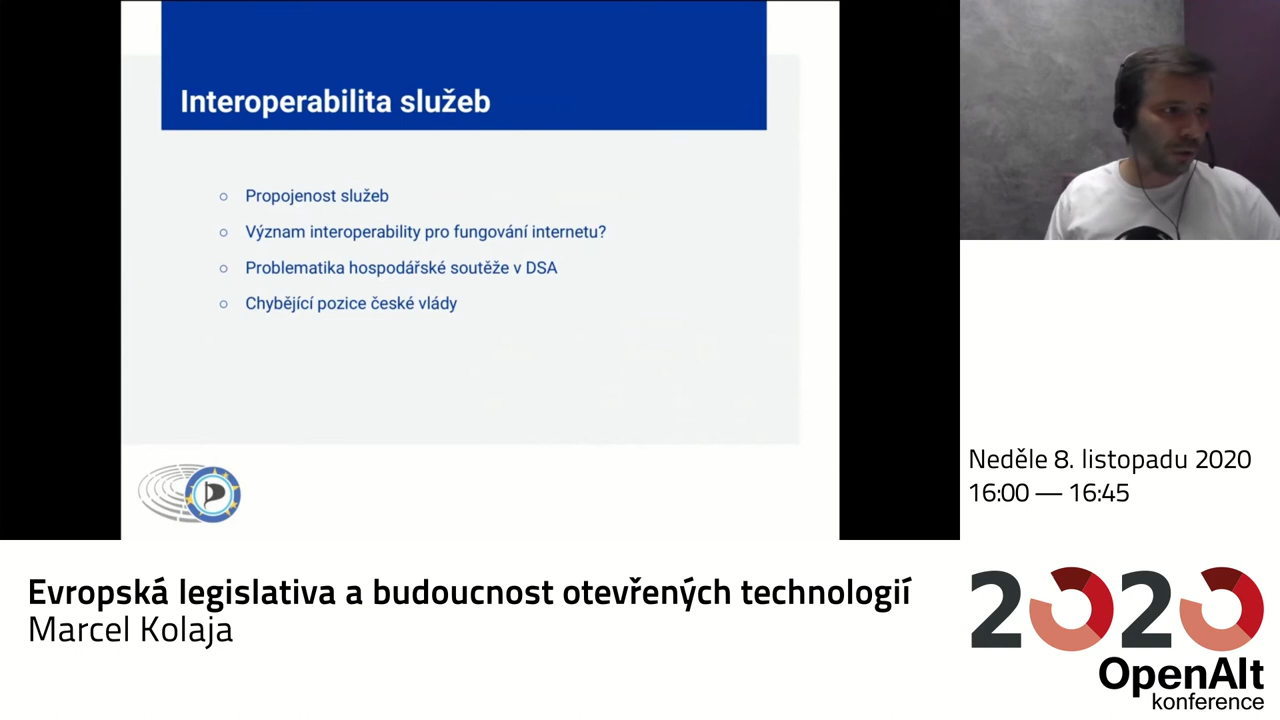 Interoperabilita služeb
Propojenost služeb
Význam interoperability pro fungování internetu?
Problematika hospodářské soutěže v DSA
Chybějící pozice české vlády
Neděle 8. listopadu 2020
16:00 — 16:45
Evropská legislativa a budoucnost otevřených technologií
Marcel Kolaja
2020
OpenAlt
konference